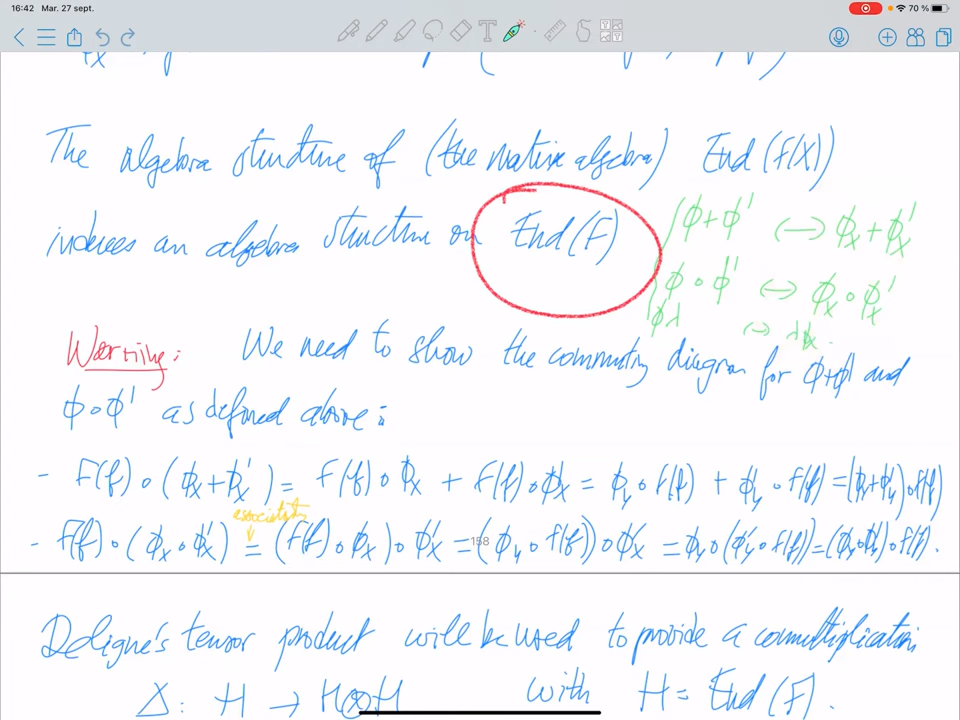 16:42 Mar. 27 sept. 70 %
The algebra structure of (the matrix algebra) End(F(X))
induces an algebra structure on End(F)
ϕ+ϕ' ↔ ϕ_X+ϕ'_X
ϕ∘ϕ' ↔ ϕ_X∘ϕ'_X
ϕλ ↔ λϕ_X.
Warning: We need to show the commuting diagram for ϕ+ϕ' and
ϕ∘ϕ' as defined above:
- F(f)∘(ϕ_X+ϕ'_X) = F(f)∘ϕ_X + F(f)∘ϕ'_X = ϕ_Y∘F(f) + ϕ'_Y∘F(f) = (ϕ_Y+ϕ'_Y)∘F(f)
associativity
- F(f)∘(ϕ_X∘ϕ'_X) = (F(f)∘ϕ_X)∘ϕ'_X = (ϕ_Y∘F(f))∘ϕ'_X = ϕ_Y∘(ϕ'_Y∘F(f)) = (ϕ_Y∘ϕ'_Y)∘F(f).
158
Deligne's tensor product will be used to provide a comultiplication
Δ: H → H⊗H with H = End(F).